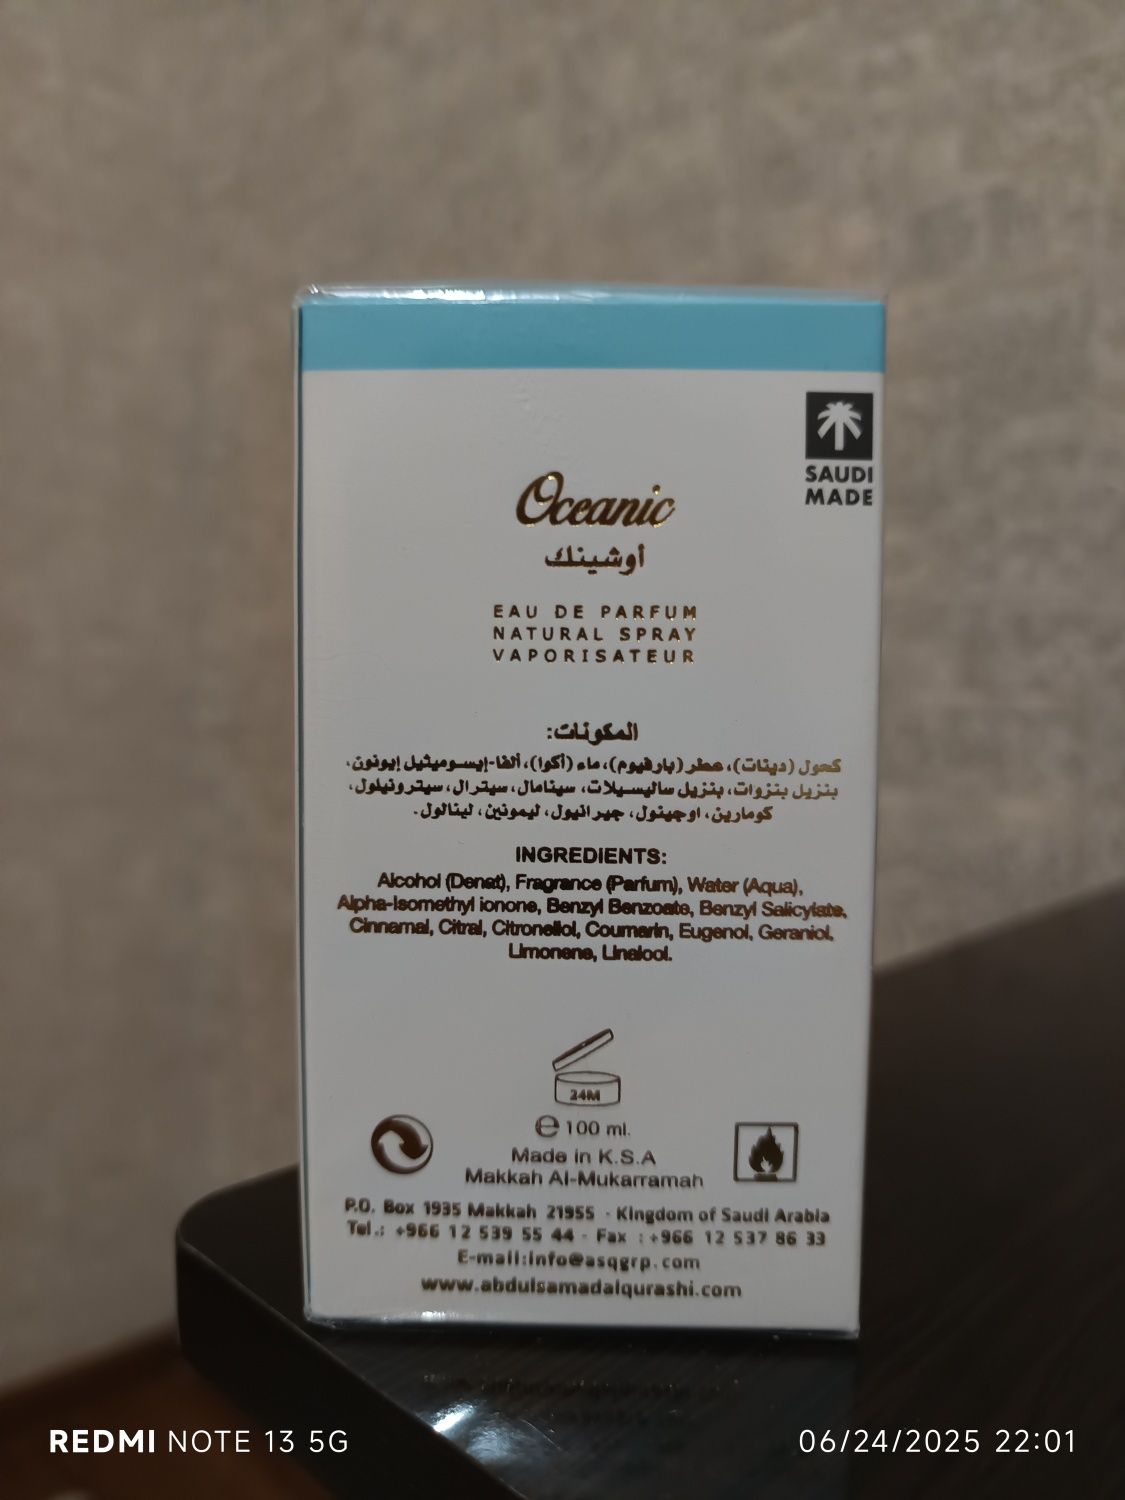 SAUDI
MADE
Oceanic
أوشينك
EAU DE PARFUM
NATURAL SPRAY
VAPORISATEUR
المكونات:
كحول (دينات)، عطر (بارفيوم)، ماء (أكوا)، ألفا-إيسوميثيل إيونون،
بنزيل بنزوات، بنزيل ساليسيلات، سينامال، سيترال، سيترونيلول،
كومارين، اوجينول، جيرانيول، ليمونين، لينالول.
INGREDIENTS:
Alcohol (Denat), Fragrance (Parfum), Water (Aqua),
Alpha-Isomethyl ionone, Benzyl Benzoate, Benzyl Salicylate,
Cinnamal, Citral, Citronellol, Coumarin, Eugenol, Geraniol,
Limonene, Linalool.
24M
℮ 100 ml.
Made in K.S.A
Makkah Al-Mukarramah
P.O. Box 1935 Makkah 21955 - Kingdom of Saudi Arabia
Tel.: +966 12 539 55 44 - Fax : +966 12 537 86 33
E-mail:info@asqgrp.com
www.abdulsamadalqurashi.com
REDMI NOTE 13 5G
06/24/2025 22:01